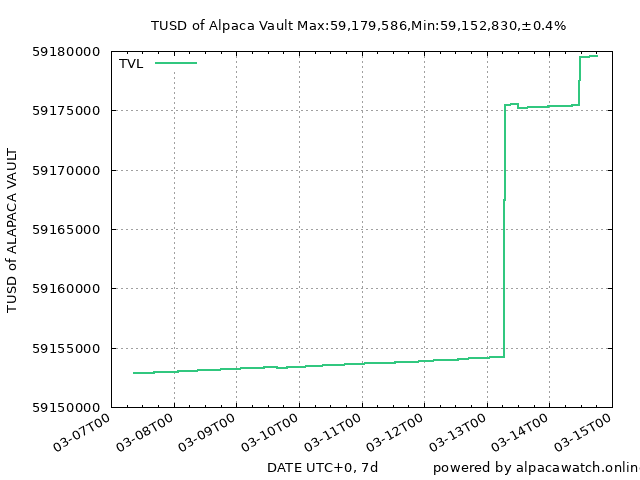 TUSD of Alpaca Vault Max:59,179,586,Min:59,152,830,±0.4%
TVL
59180000
59175000
59170000
59165000
59160000
59155000
59150000
TUSD of ALAPACA VAULT
03-07T00
03-08T00
03-09T00
03-10T00
03-11T00
03-12T00
03-13T00
03-14T00
03-15T00
DATE UTC+0, 7d
powered by alpacawatch.onlin